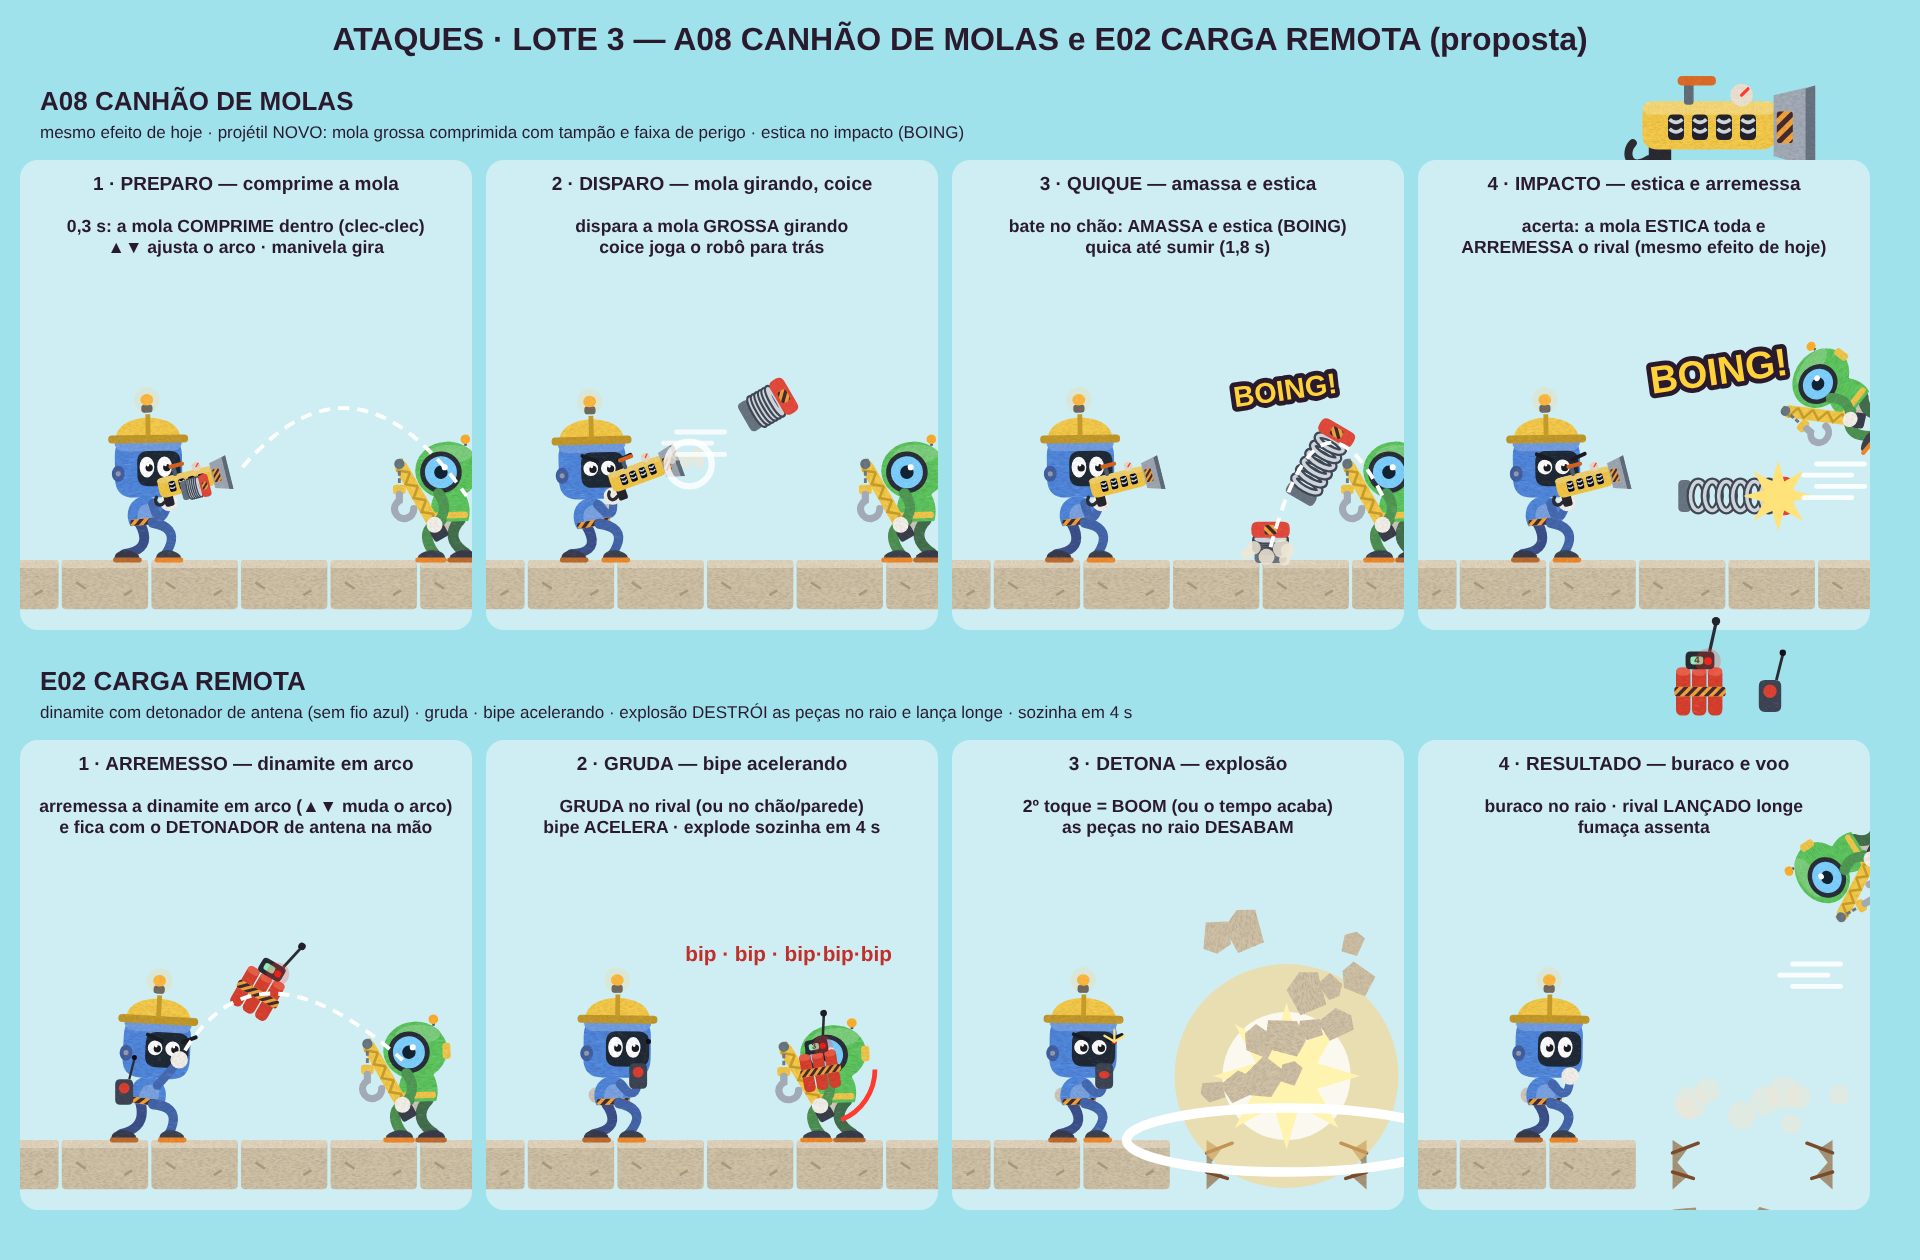 ATAQUES · LOTE 3 — A08 CANHÃO DE MOLAS e E02 CARGA REMOTA (proposta)
A08 CANHÃO DE MOLAS
mesmo efeito de hoje · projétil NOVO: mola grossa comprimida com tampão e faixa de perigo · estica no impacto (BOING)
1 · PREPARO — comprime a mola
0,3 s: a mola COMPRIME dentro (clec-clec)
▲▼ ajusta o arco · manivela gira
2 · DISPARO — mola girando, coice
dispara a mola GROSSA girando
coice joga o robô para trás
3 · QUIQUE — amassa e estica
bate no chão: AMASSA e estica (BOING)
quica até sumir (1,8 s)
BOING!
4 · IMPACTO — estica e arremessa
acerta: a mola ESTICA toda e
ARREMESSA o rival (mesmo efeito de hoje)
BOING!
E02 CARGA REMOTA
dinamite com detonador de antena (sem fio azul) · gruda · bipe acelerando · explosão DESTRÓI as peças no raio e lança longe · sozinha em 4 s
4
1 · ARREMESSO — dinamite em arco
arremessa a dinamite em arco (▲▼ muda o arco)
e fica com o DETONADOR de antena na mão
2 · GRUDA — bipe acelerando
GRUDA no rival (ou no chão/parede)
bipe ACELERA · explode sozinha em 4 s
bip · bip · bip·bip·bip
3 · DETONA — explosão
2º toque = BOOM (ou o tempo acaba)
as peças no raio DESABAM
4 · RESULTADO — buraco e voo
buraco no raio · rival LANÇADO longe
fumaça assenta